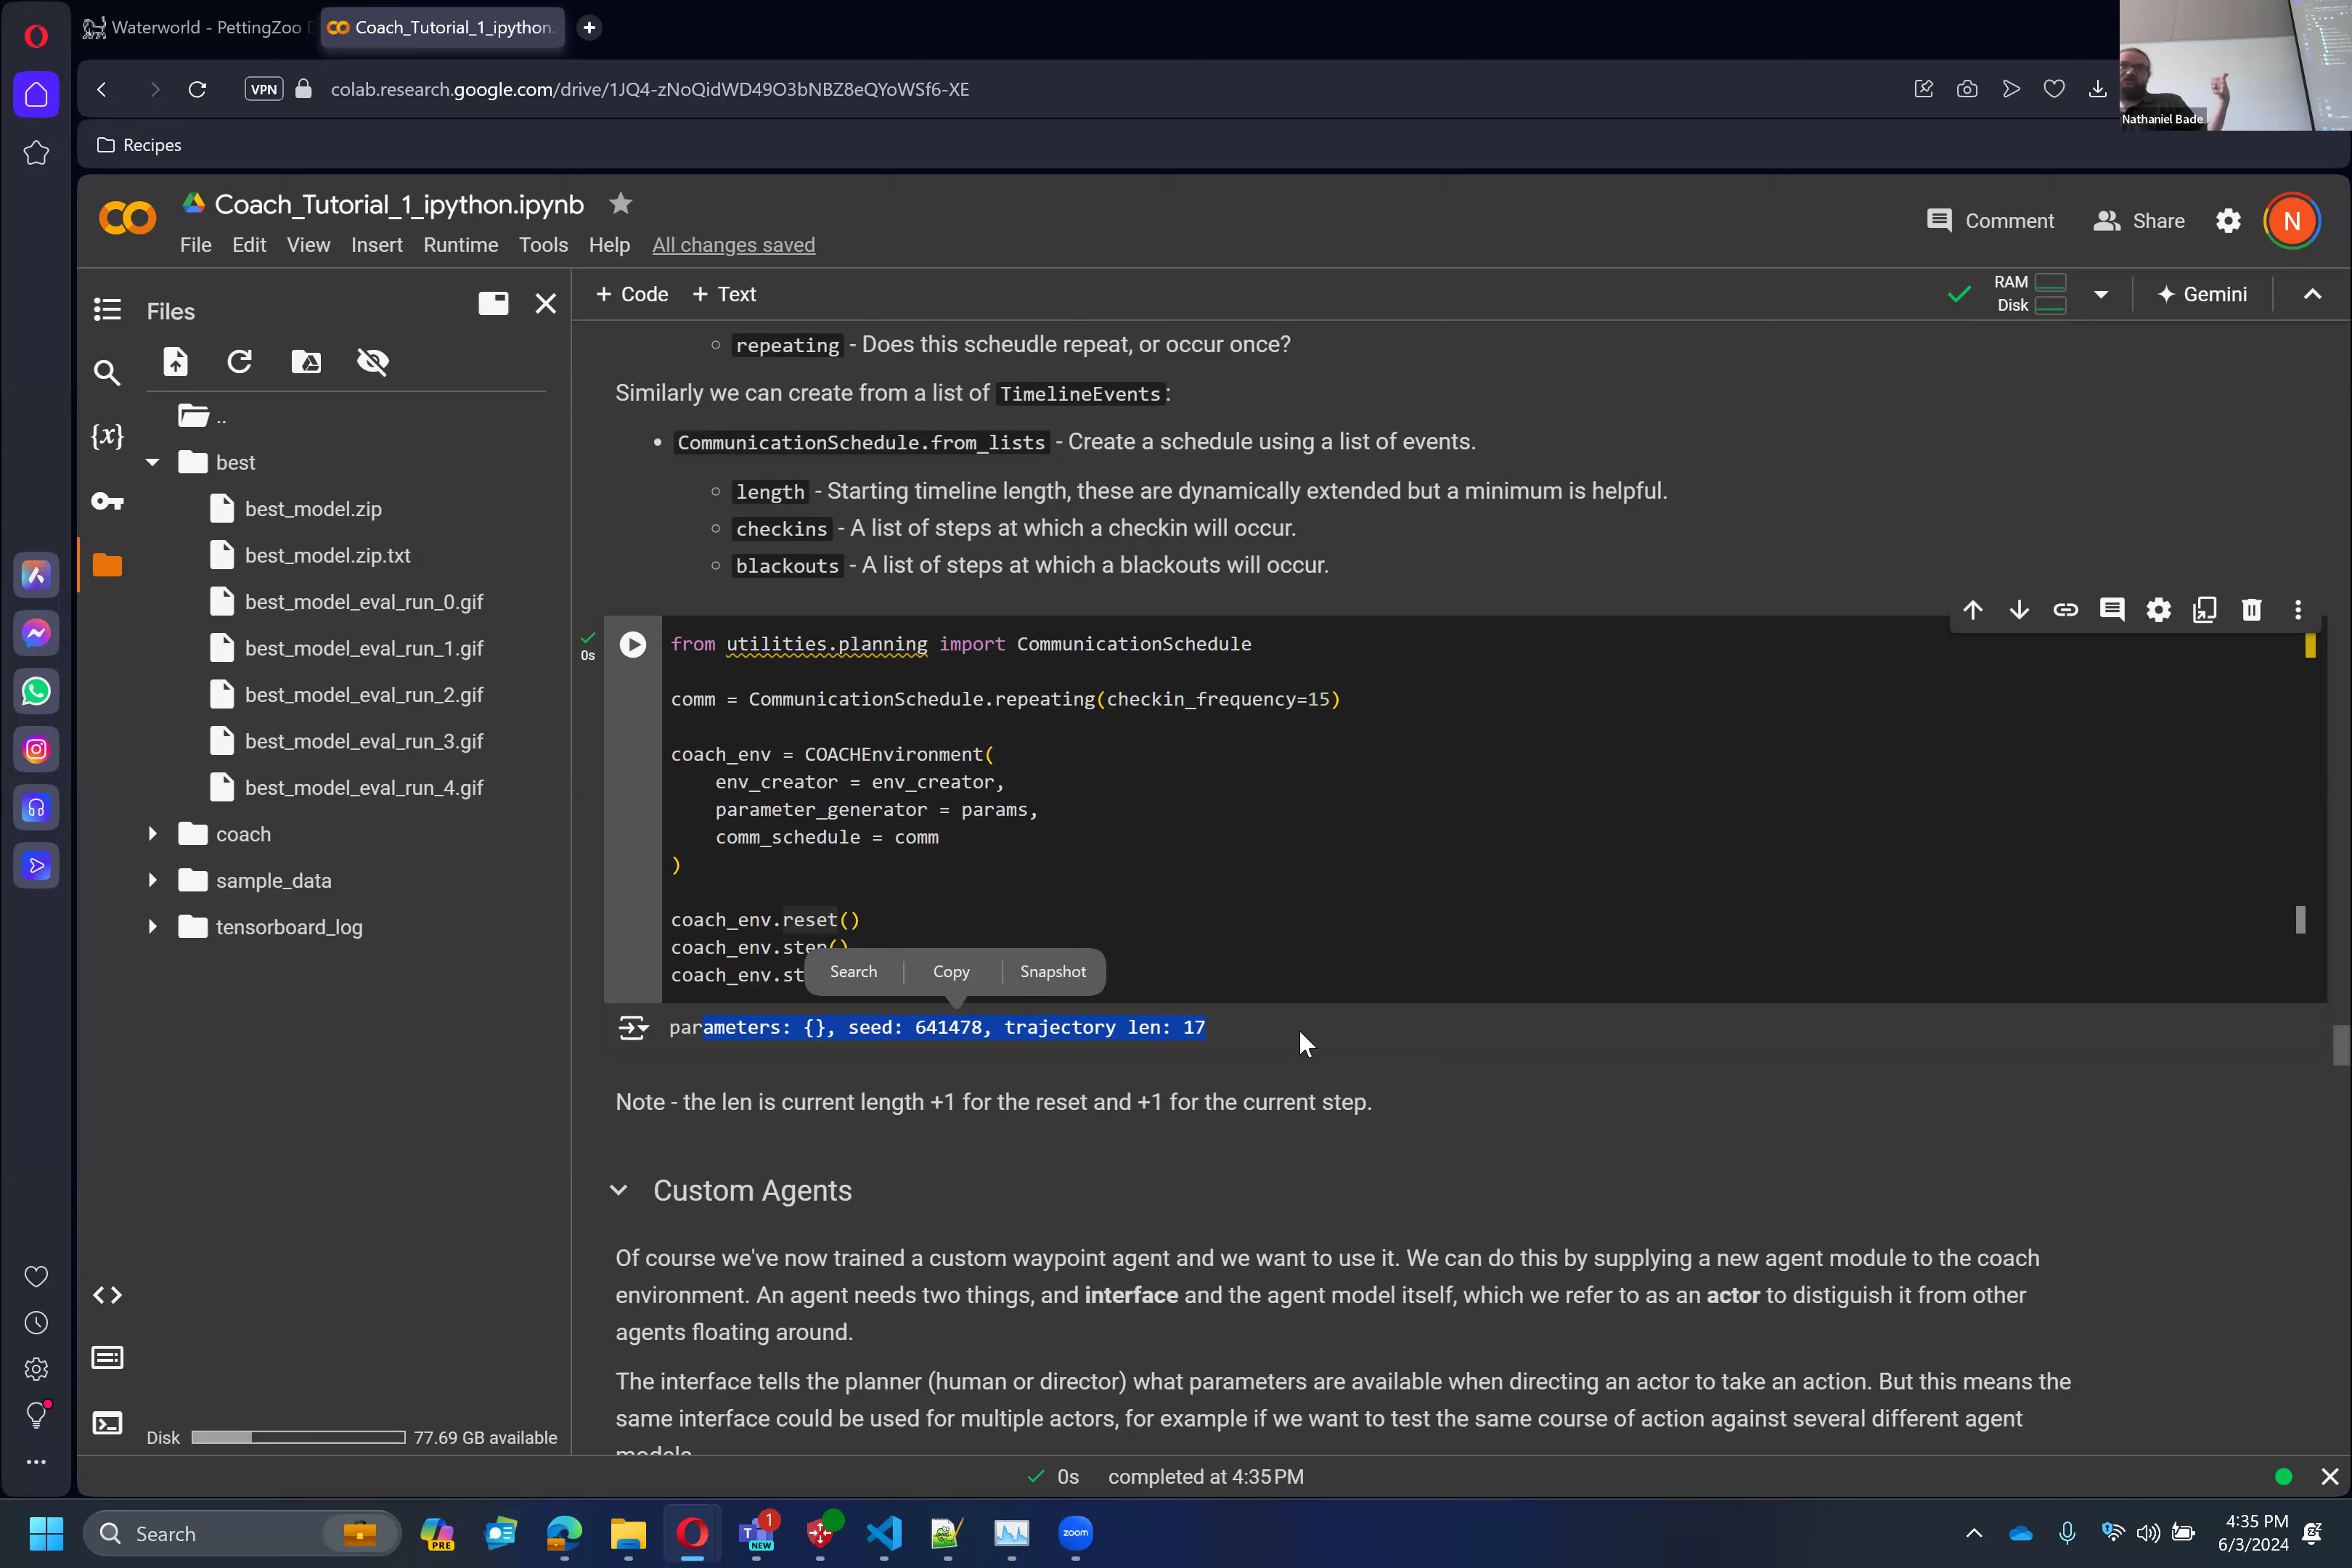 Waterworld - PettingZoo D
Coach_Tutorial_1_ipython.
VPN
colab.research.google.com/drive/1JQ4-zNoQidWD49O3bNBZ8eQYoWSf6-XE
Nathaniel Bade
Recipes
Coach_Tutorial_1_ipython.ipynb
Comment
Share
N
File Edit View Insert Runtime Tools Help All changes saved
Files
+ Code + Text
RAM
Disk
Gemini
..
best
best_model.zip
best_model.zip.txt
best_model_eval_run_0.gif
best_model_eval_run_1.gif
best_model_eval_run_2.gif
best_model_eval_run_3.gif
best_model_eval_run_4.gif
coach
sample_data
tensorboard_log
Disk
77.69 GB available
repeating - Does this scheudle repeat, or occur once?
Similarly we can create from a list of TimelineEvents:
CommunicationSchedule.from_lists - Create a schedule using a list of events.
length - Starting timeline length, these are dynamically extended but a minimum is helpful.
checkins - A list of steps at which a checkin will occur.
blackouts - A list of steps at which a blackouts will occur.
0s
from utilities.planning import CommunicationSchedule
comm = CommunicationSchedule.repeating(checkin_frequency=15)
coach_env = COACHEnvironment(
env_creator = env_creator,
parameter_generator = params,
comm_schedule = comm
)
coach_env.reset()
coach_env.step()
coach_env.st
Search Copy Snapshot
parameters: {}, seed: 641478, trajectory len: 17
Note - the len is current length +1 for the reset and +1 for the current step.
Custom Agents
Of course we've now trained a custom waypoint agent and we want to use it. We can do this by supplying a new agent module to the coach
environment. An agent needs two things, and interface and the agent model itself, which we refer to as an actor to distiguish it from other
agents floating around.
The interface tells the planner (human or director) what parameters are available when directing an actor to take an action. But this means the
same interface could be used for multiple actors, for example if we want to test the same course of action against several different agent
models
0s completed at 4:35 PM
Search
PRE
NEW
1
zoom
4:35 PM
6/3/2024